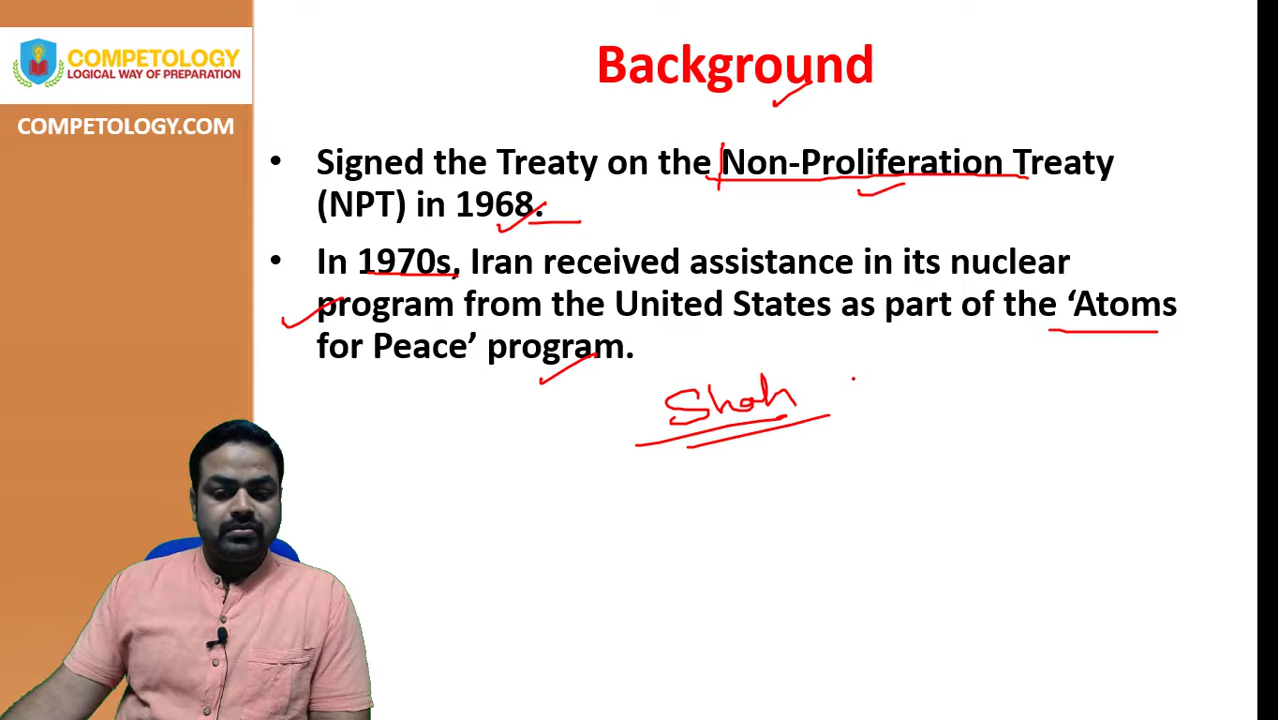 COMPETOLOGY
LOGICAL WAY OF PREPARATION
COMPETOLOGY.COM
Background
• Signed the Treaty on the Non-Proliferation Treaty
(NPT) in 1968.
• In 1970s, Iran received assistance in its nuclear
program from the United States as part of the ‘Atoms
for Peace’ program.
Shah